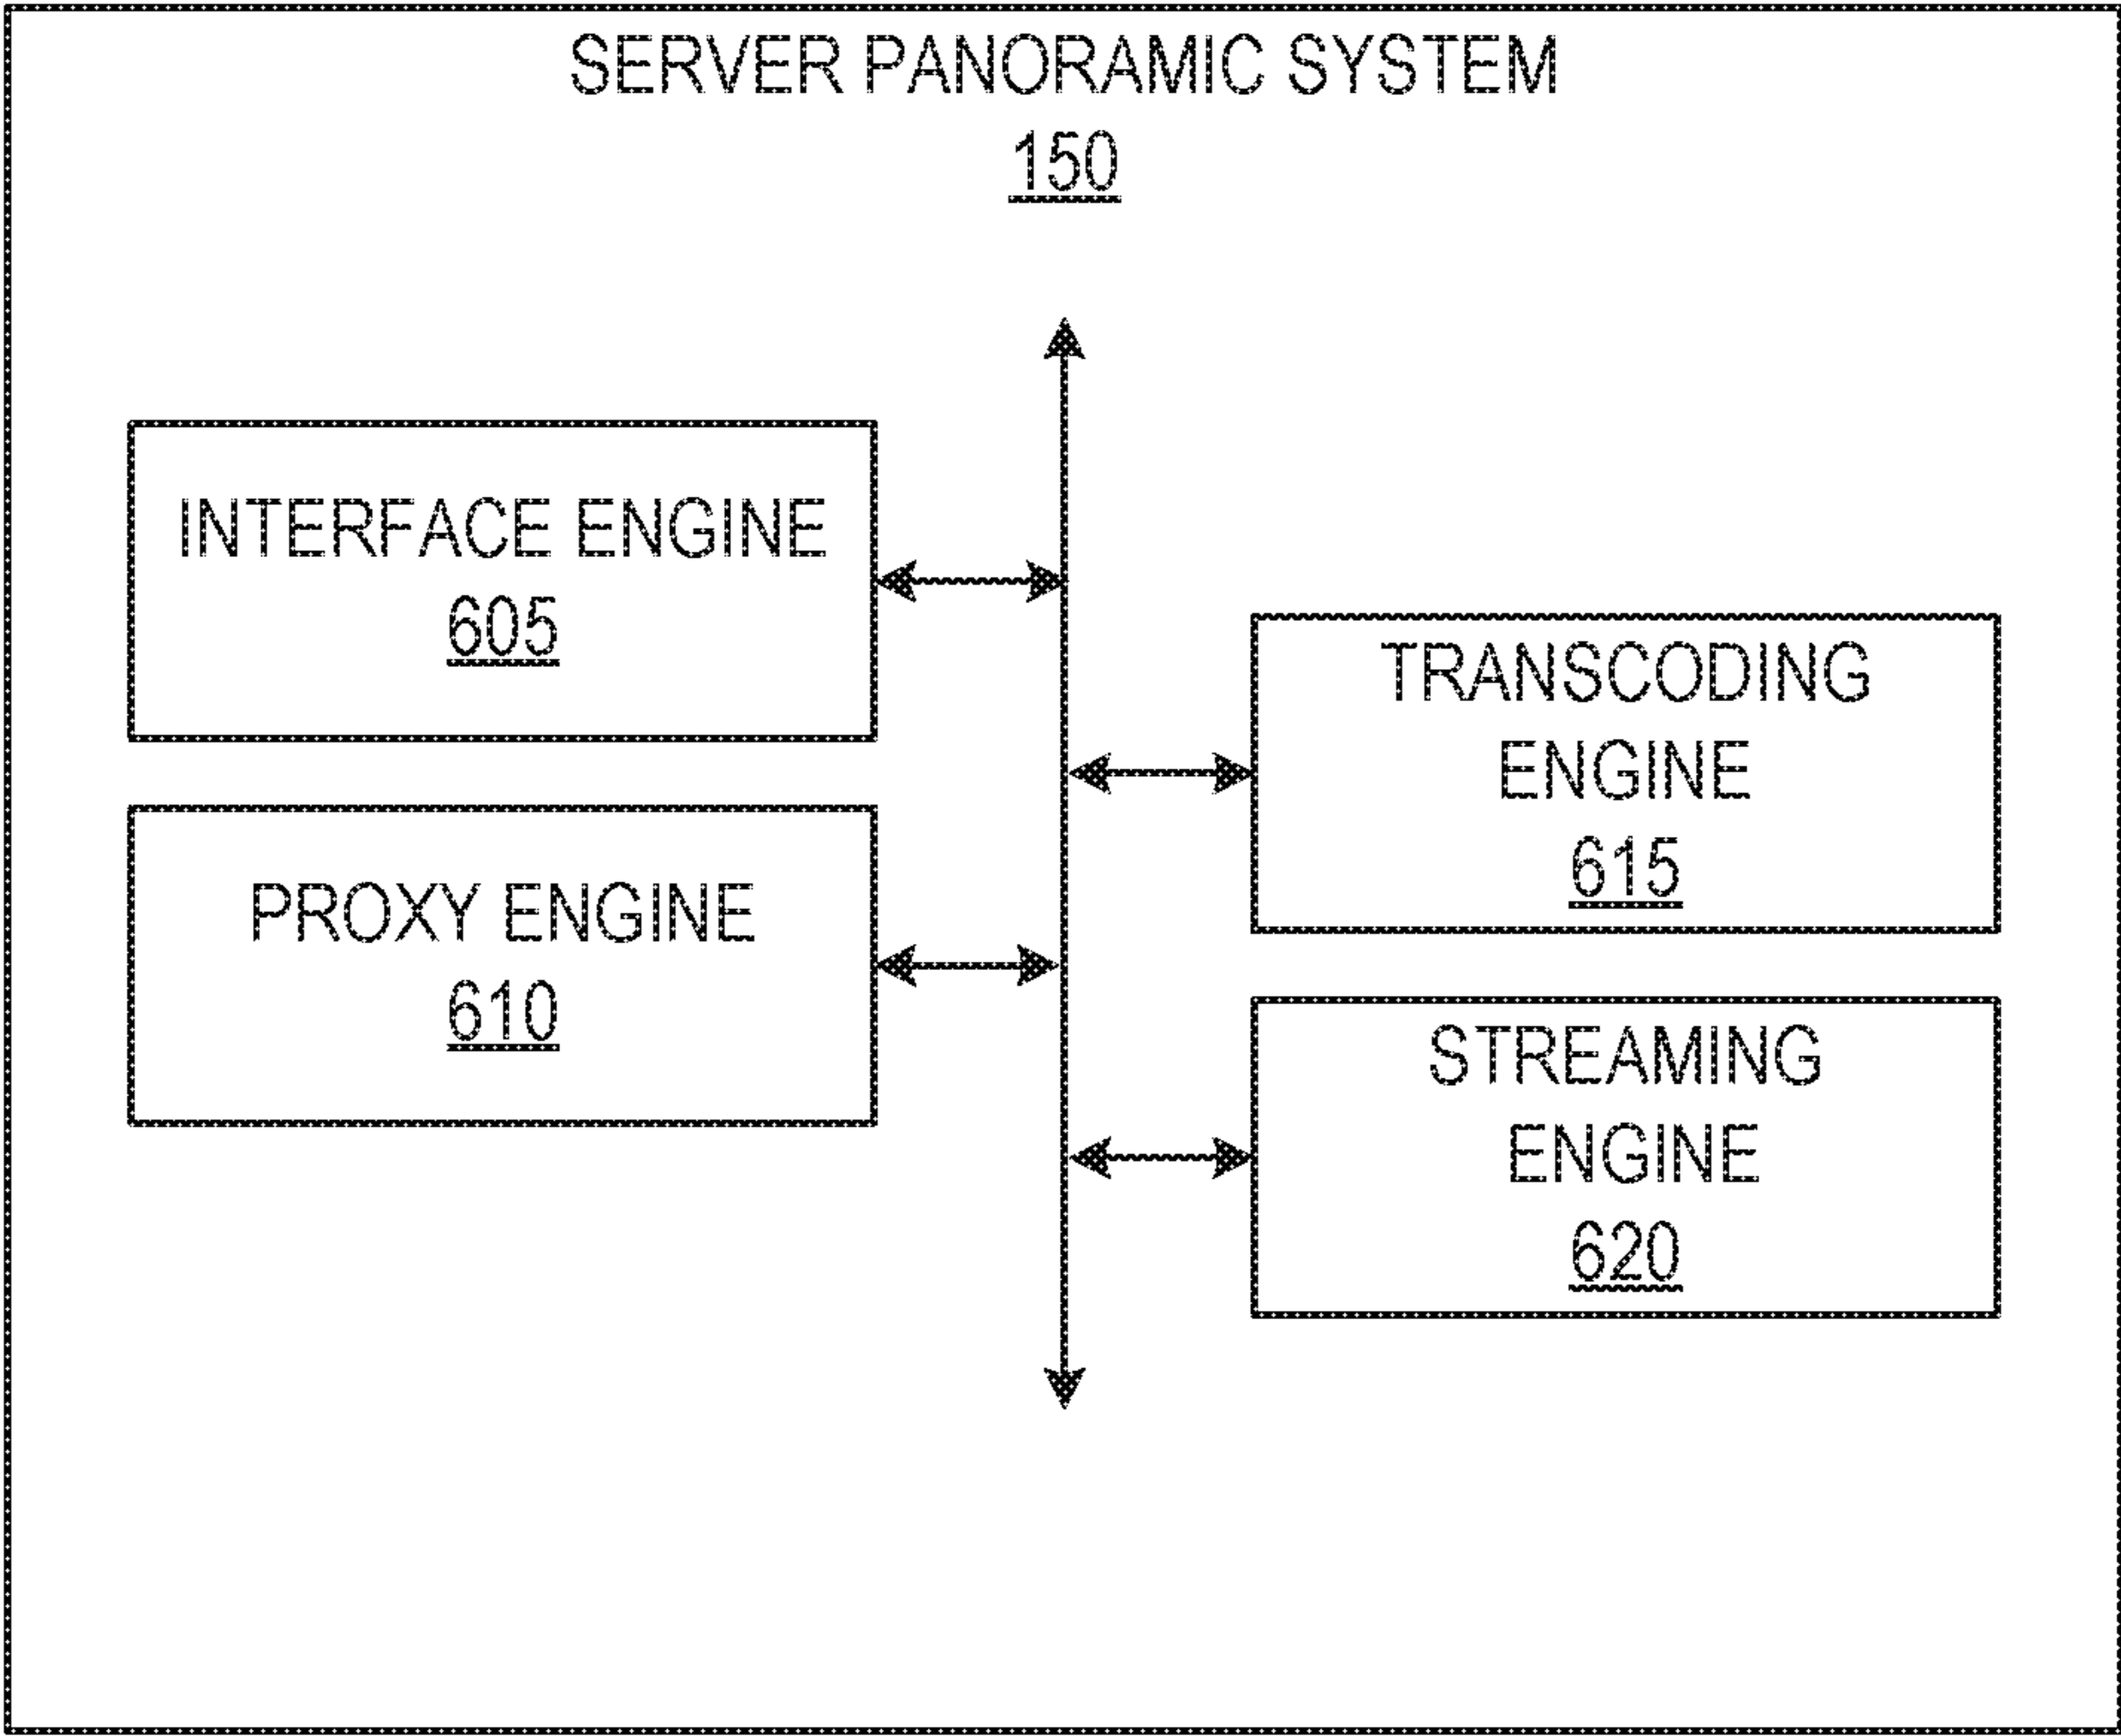 SERVER PANORAMIC SYSTEM
150
INTERFACE ENGINE
605
PROXY ENGINE
610
TRANSCODING
ENGINE
615
STREAMING
ENGINE
620